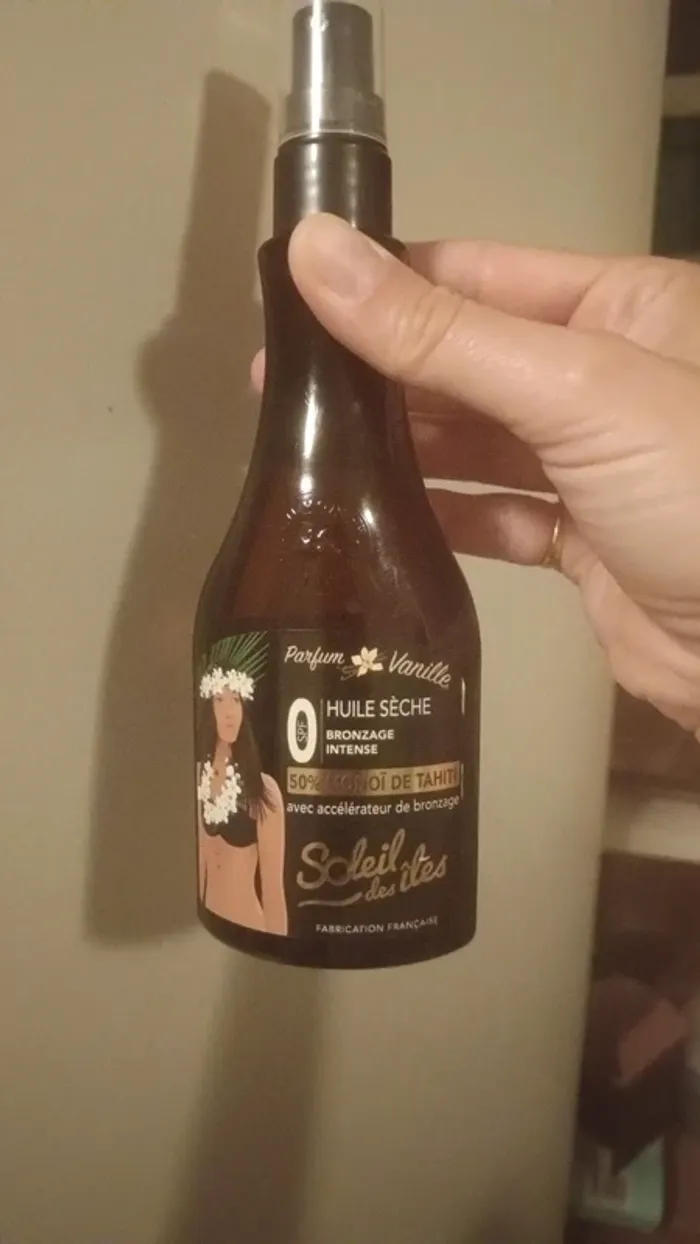 Parfum Vanille
0 SPF
HUILE SÈCHE
BRONZAGE
INTENSE
50% MONOÏ DE TAHITI
avec accélérateur de bronzage
Soleil
des îles
FABRICATION FRANÇAISE